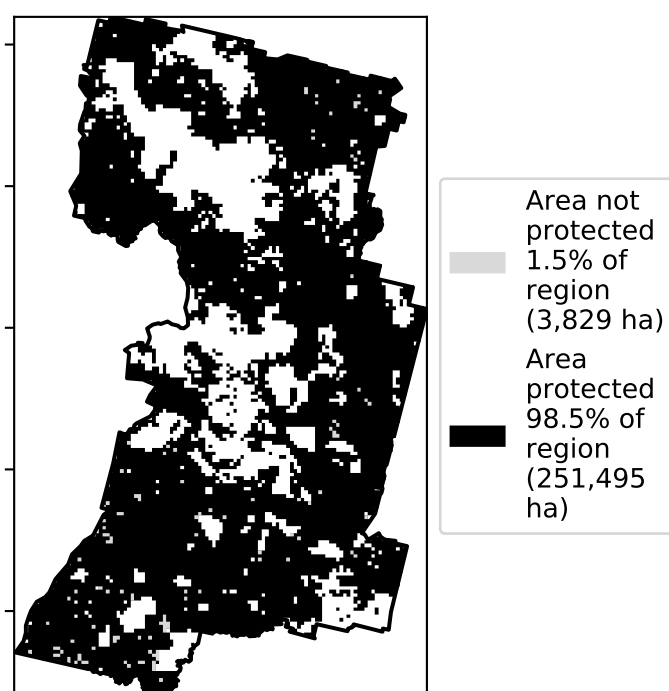 Area not
protected
1.5% of
region
(3,829 ha)
Area
protected
98.5% of
region
(251,495
ha)